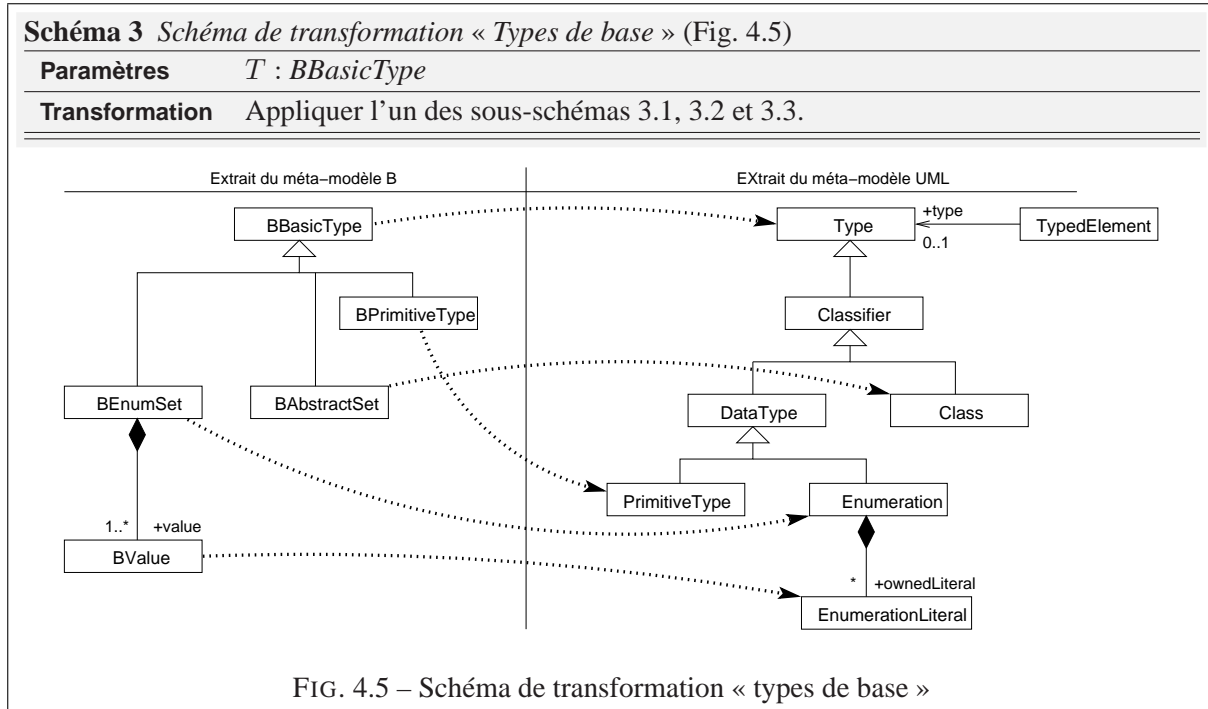 Schéma 3 Schéma de transformation « Types de base » (Fig. 4.5)
Paramètres T : BBasicType
Transformation Appliquer l'un des sous-schémas 3.1, 3.2 et 3.3.
Extrait du méta-modèle B
EXtrait du méta-modèle UML
BBasicType
Type
+type
0..1
TypedElement
BPrimitiveType
Classifier
BEnumSet
BAbstractSet
DataType
Class
PrimitiveType
Enumeration
1..*
+value
BValue
*
+ownedLiteral
EnumerationLiteral
FIG. 4.5 – Schéma de transformation « types de base »